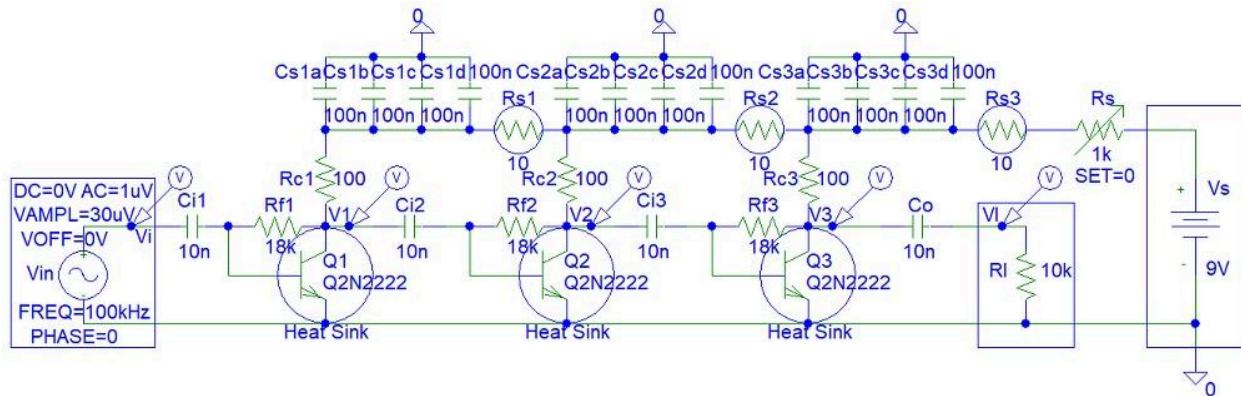 0
0
0
Cs1a Cs1b Cs1c Cs1d 100n
Cs2a Cs2b Cs2c Cs2d 100n
Cs3a Cs3b Cs3c Cs3d 100n
100n 100n 100n
Rs1
10
100n 100n 100n
Rs2
10
100n 100n 100n
Rs3
10
Rs
1k
SET=0
Rc1
100
Rc2
100
Rc3
100
DC=0V AC=1uV
VAMPL=30uV
VOFF=0V
Vi
Vin
FREQ=100kHz
PHASE=0
V
Ci1
10n
Rf1
18k
V1
V
Q1
Q2N2222
Heat Sink
Ci2
10n
Rf2
18k
V2
V
Q2
Q2N2222
Heat Sink
Ci3
10n
Rf3
18k
V3
V
Q3
Q2N2222
Heat Sink
Co
10n
Vl
V
Rl
10k
+
Vs
-
9V
0